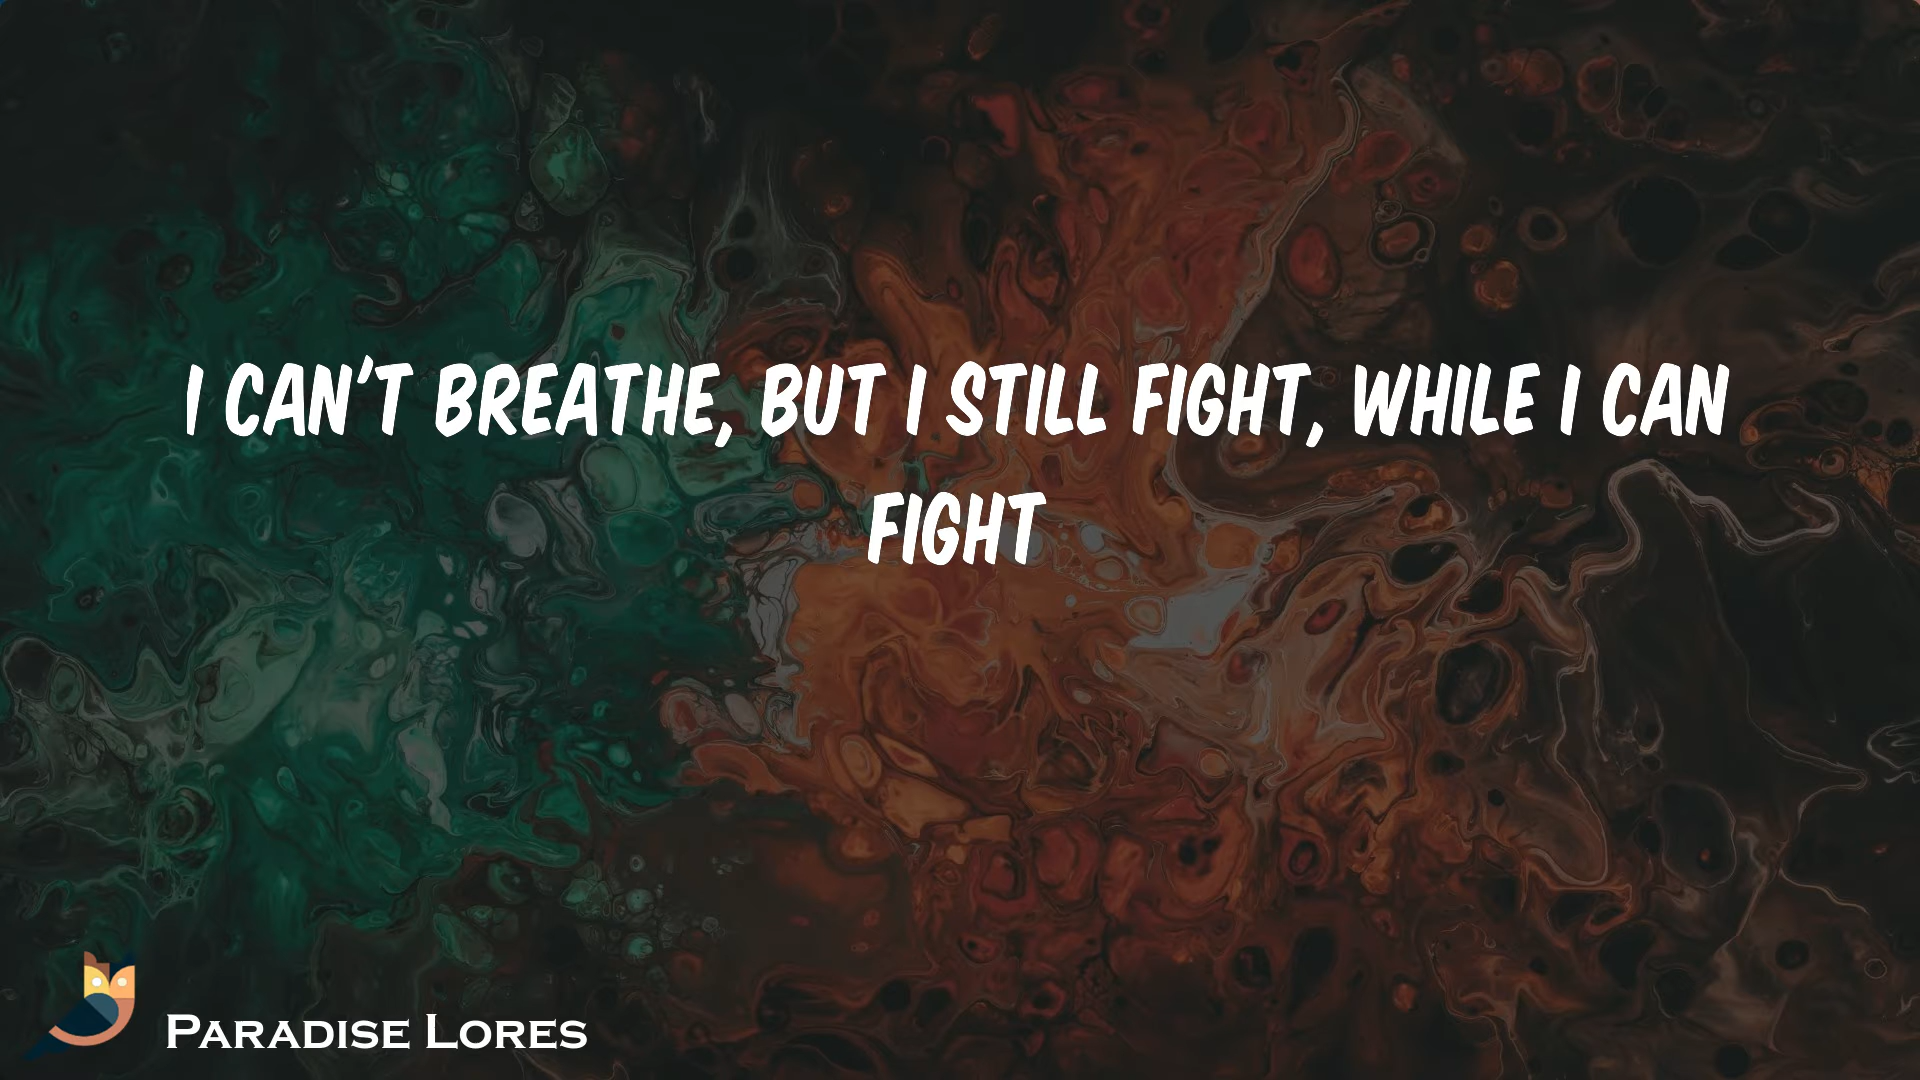 I CAN'T BREATHE, BUT I STILL FIGHT, WHILE I CAN
FIGHT
PARADISE LORES